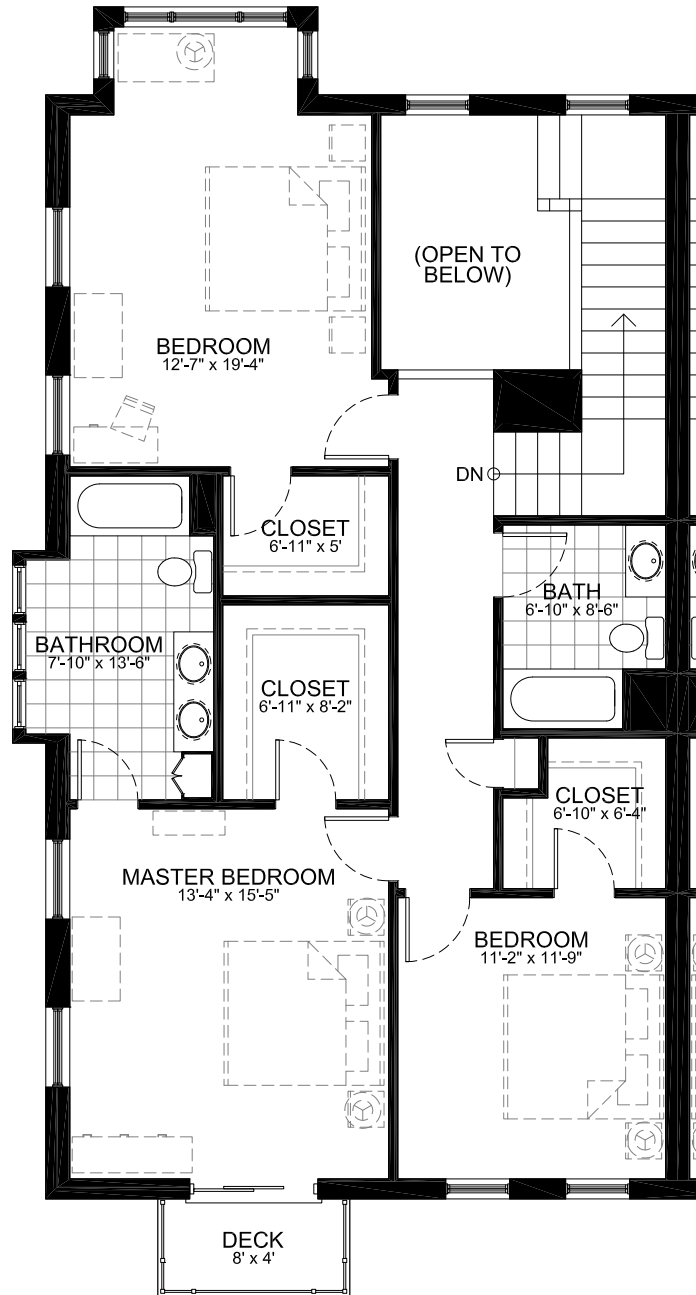 (OPEN TO
BELOW)
BEDROOM
12'-7" x 19'-4"
DN
CLOSET
6'-11" x 5'
BATH
6'-10" x 8'-6"
BATHROOM
7'-10" x 13'-6"
CLOSET
6'-11" x 8'-2"
CLOSET
6'-10" x 6'-4"
MASTER BEDROOM
13'-4" x 15'-5"
BEDROOM
11'-2" x 11'-9"
DECK
8' x 4'